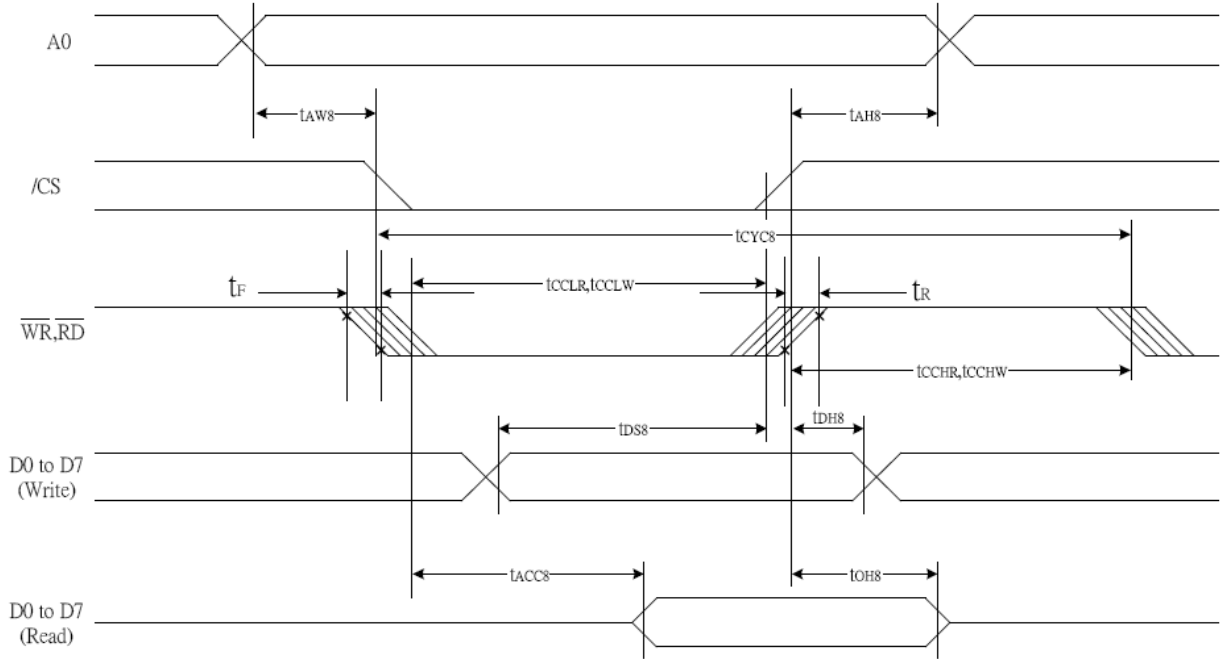 A0
tAW8
tAH8
/CS
tCYC8
tF
tCCLR,tCCLW
tR
WR,RD
tCCHR,tCCHW
tDS8
tDH8
D0 to D7
(Write)
tACC8
tOH8
D0 to D7
(Read)